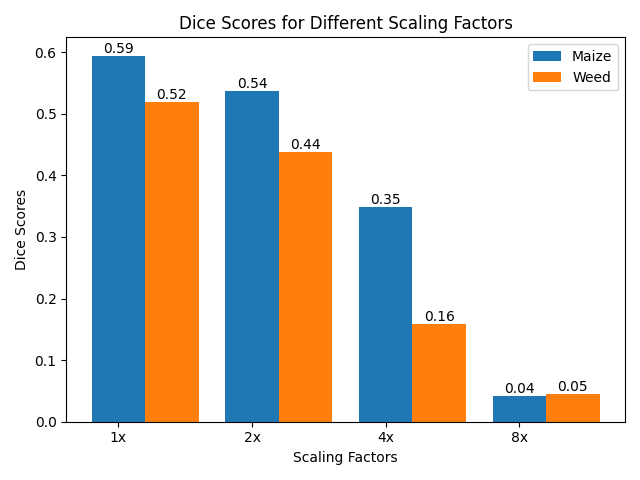 Dice Scores for Different Scaling Factors
Maize
Weed
0.59
0.52
0.54
0.44
0.35
0.16
0.04
0.05
0.6
0.5
0.4
0.3
0.2
0.1
0.0
Dice Scores
1x 2x 4x 8x
Scaling Factors